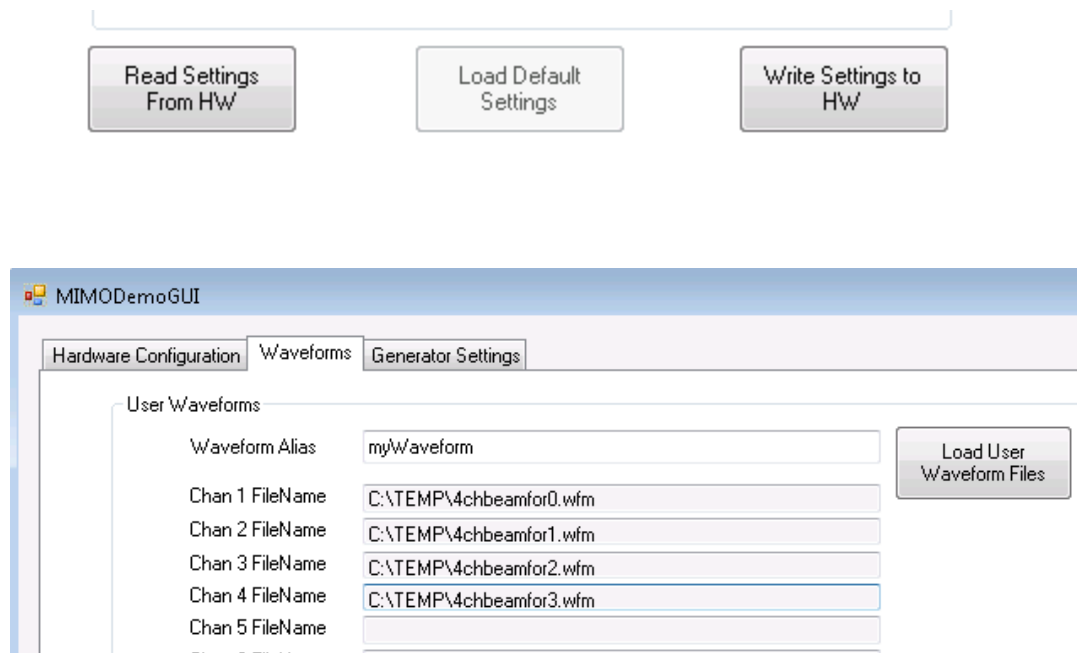 Read Settings
From HW
Load Default
Settings
Write Settings to
HW
MIMODemoGUI
Hardware Configuration Waveforms Generator Settings
User Waveforms
Waveform Alias myWaveform
Load User
Waveform Files
Chan 1 FileName C:\TEMP\4chbeamfor0.wfm
Chan 2 FileName C:\TEMP\4chbeamfor1.wfm
Chan 3 FileName C:\TEMP\4chbeamfor2.wfm
Chan 4 FileName C:\TEMP\4chbeamfor3.wfm
Chan 5 FileName